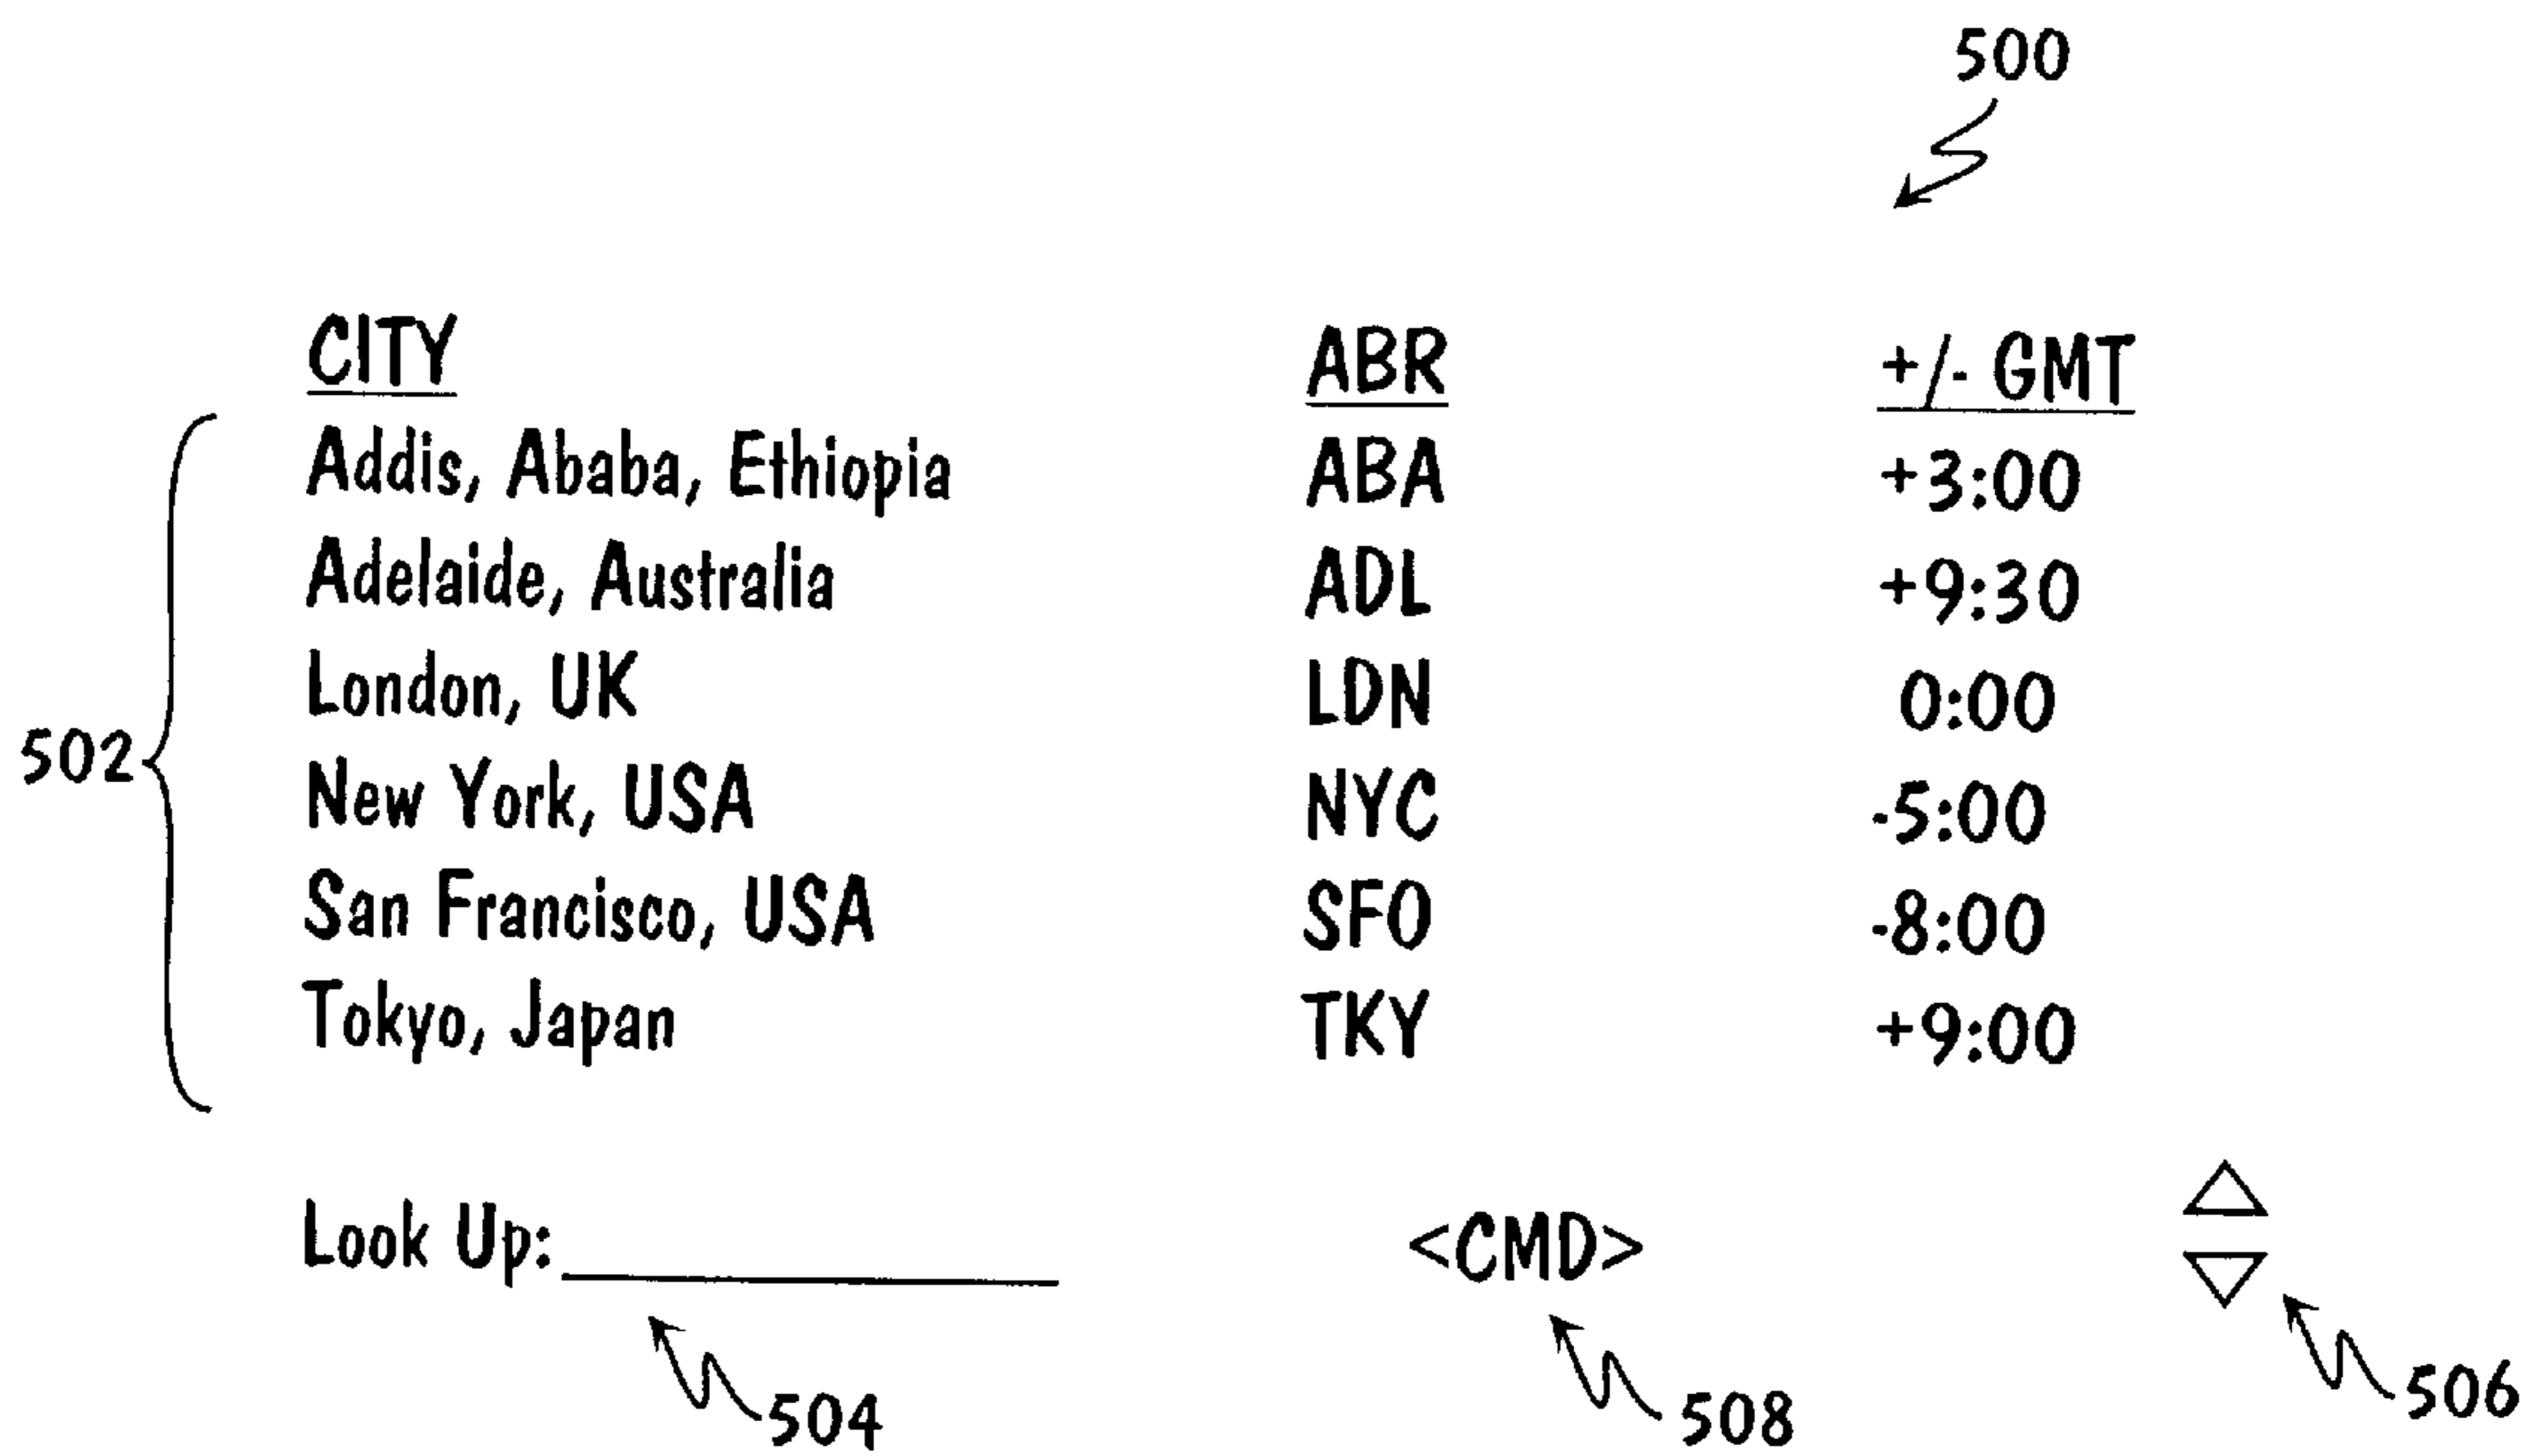 500
CITY ABR +/- GMT
Addis, Ababa, Ethiopia ABA +3:00
Adelaide, Australia ADL +9:30
London, UK LDN 0:00
502 New York, USA NYC -5:00
San Francisco, USA SFO -8:00
Tokyo, Japan TKY +9:00
Look Up: <CMD>
504 508 506